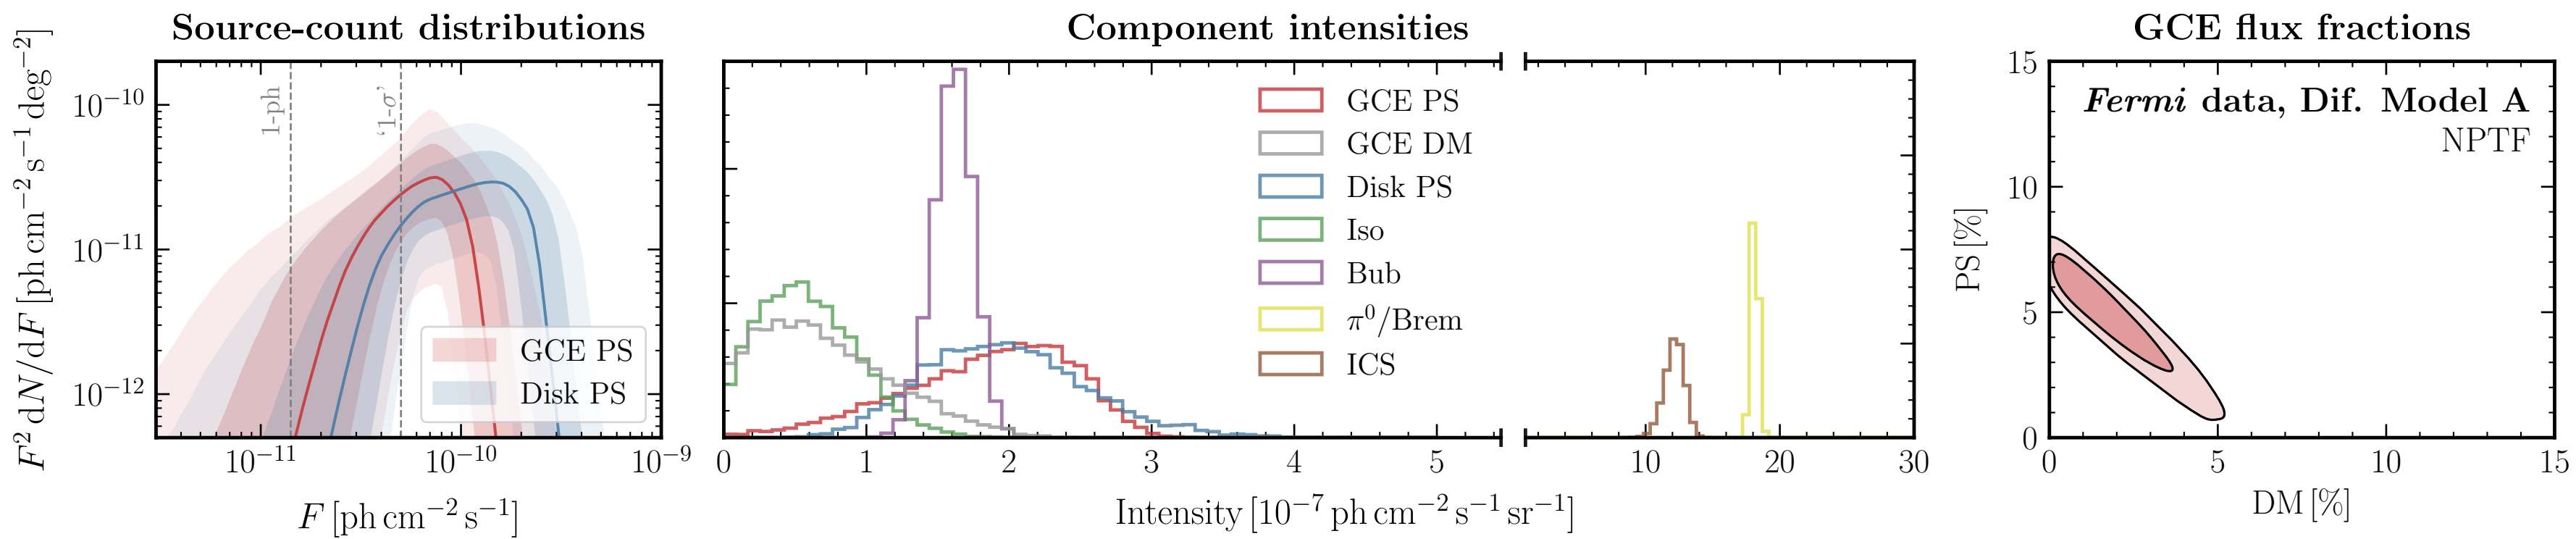 Source-count distributions
F² dN/dF [ph cm⁻² s⁻¹ deg⁻²]
10⁻¹⁰
10⁻¹¹
10⁻¹²
1-ph
‘1-σ’
GCE PS
Disk PS
10⁻¹¹ 10⁻¹⁰ 10⁻⁹
F [ph cm⁻² s⁻¹]
Component intensities
GCE PS
GCE DM
Disk PS
Iso
Bub
π⁰/Brem
ICS
0 1 2 3 4 5 10 20 30
Intensity [10⁻⁷ ph cm⁻² s⁻¹ sr⁻¹]
GCE flux fractions
Fermi data, Dif. Model A
NPTF
PS [%]
15
10
5
0
0 5 10 15
DM [%]